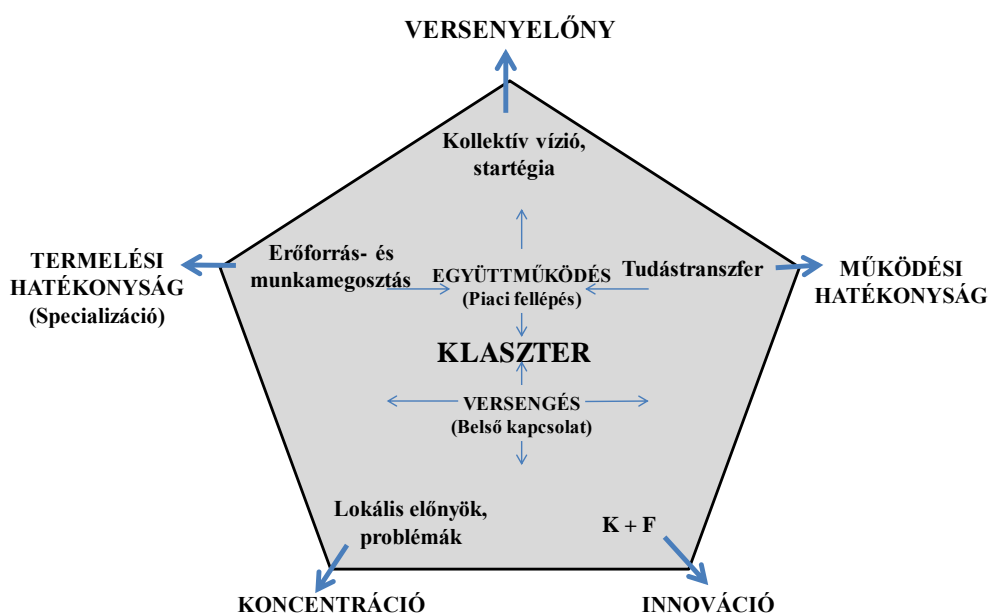 VERSENYELŐNY
Kollektív vízió,
startégia
TERMELÉSI
HATÉKONYSÁG
(Specializáció)
Erőforrás- és
munkamegosztás
EGYÜTTMŰKÖDÉS
(Piaci fellépés)
Tudástranszfer
MŰKÖDÉSI
HATÉKONYSÁG
KLASZTER
VERSENGÉS
(Belső kapcsolat)
Lokális előnyök,
problémák
K + F
KONCENTRÁCIÓ
INNOVÁCIÓ